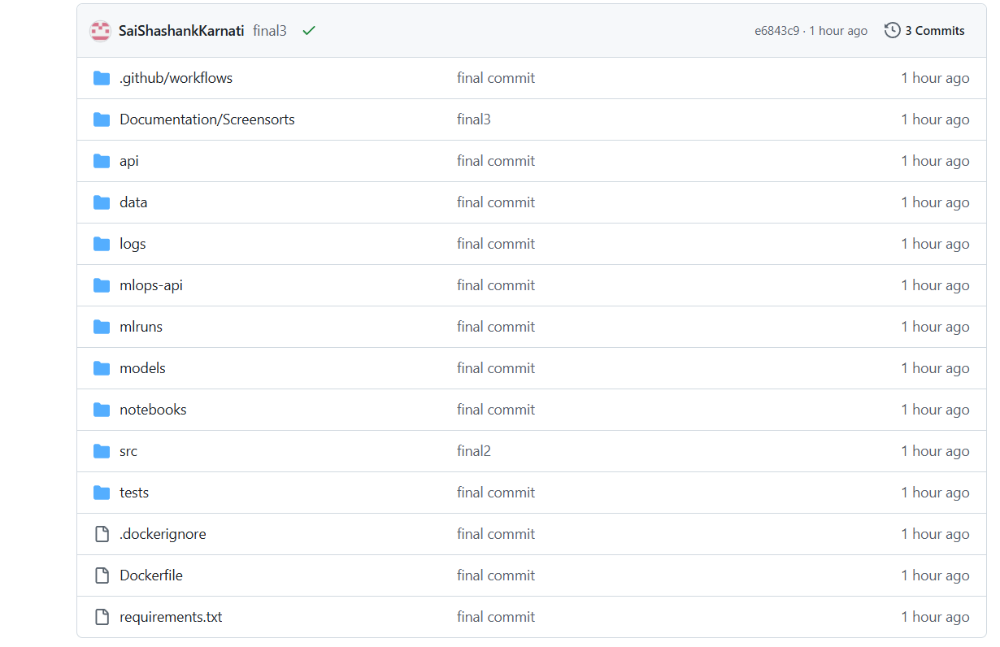 SaiShashankKarnati final3 e6843c9 · 1 hour ago 3 Commits
.github/workflows final commit 1 hour ago
Documentation/Screensorts final3 1 hour ago
api final commit 1 hour ago
data final commit 1 hour ago
logs final commit 1 hour ago
mlops-api final commit 1 hour ago
mlruns final commit 1 hour ago
models final commit 1 hour ago
notebooks final commit 1 hour ago
src final2 1 hour ago
tests final commit 1 hour ago
.dockerignore final commit 1 hour ago
Dockerfile final commit 1 hour ago
requirements.txt final commit 1 hour ago